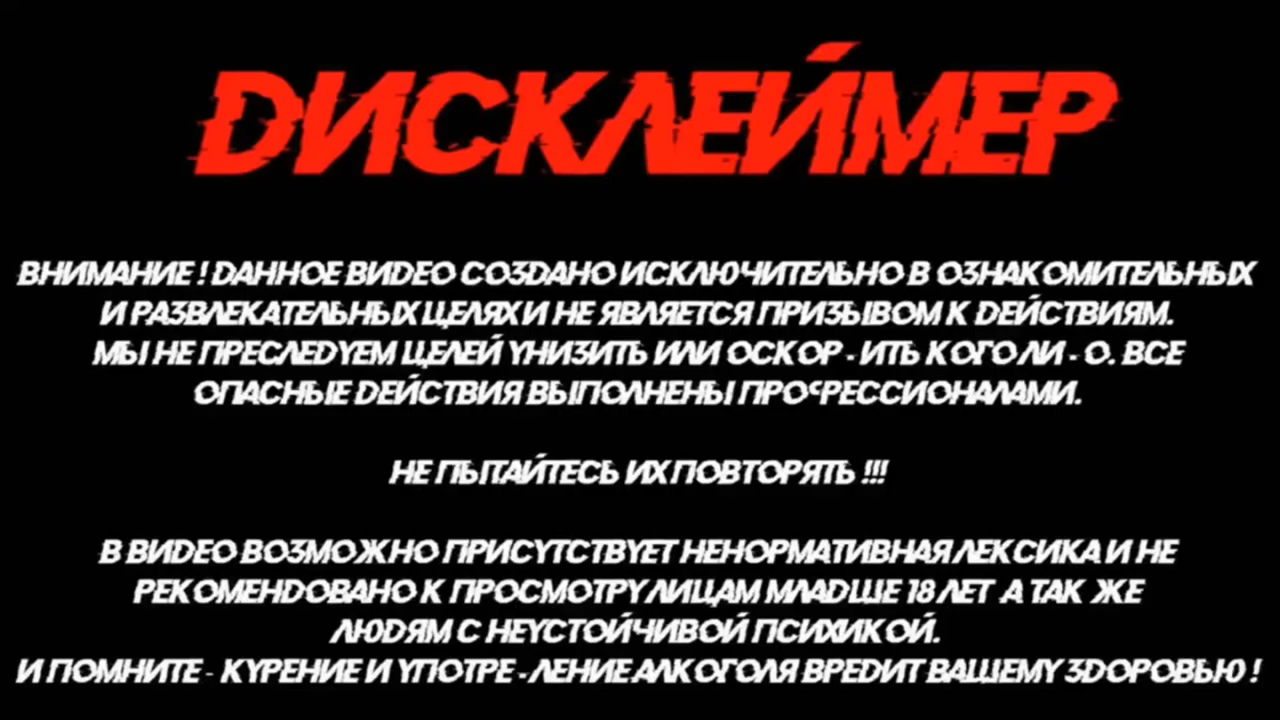 ДИСКЛЕЙМЕР
ВНИМАНИЕ ! ДАННОЕ ВИДЕО СОЗДАНО ИСКЛЮЧИТЕЛЬНО В ОЗНАКОМИТЕЛЬНЫХ
И РАЗВЛЕКАТЕЛЬНЫХ ЦЕЛЯХ И НЕ ЯВЛЯЕТСЯ ПРИЗЫВОМ К ДЕЙСТВИЯМ.
МЫ НЕ ПРЕСЛЕДУЕМ ЦЕЛЕЙ УНИЗИТЬ ИЛИ ОСКОР - ИТЬ КОГО ЛИ - О. ВСЕ
ОПАСНЫЕ ДЕЙСТВИЯ ВЫПОЛНЕНЫ ПРОФЕССИОНАЛАМИ.
НЕ ПЫТАЙТЕСЬ ИХ ПОВТОРЯТЬ !!!
В ВИДЕО ВОЗМОЖНО ПРИСУТСТВУЕТ НЕНОРМАТИВНАЯ ЛЕКСИКА И НЕ
РЕКОМЕНДОВАНО К ПРОСМОТРУ ЛИЦАМ МЛАДШЕ 18 ЛЕТ А ТАК ЖЕ
ЛЮДЯМ С НЕУСТОЙЧИВОЙ ПСИХИКОЙ.
И ПОМНИТЕ - КУРЕНИЕ И УПОТРЕ - ЛЕНИЕ АЛКОГОЛЯ ВРЕДИТ ВАШЕМУ ЗДОРОВЬЮ !